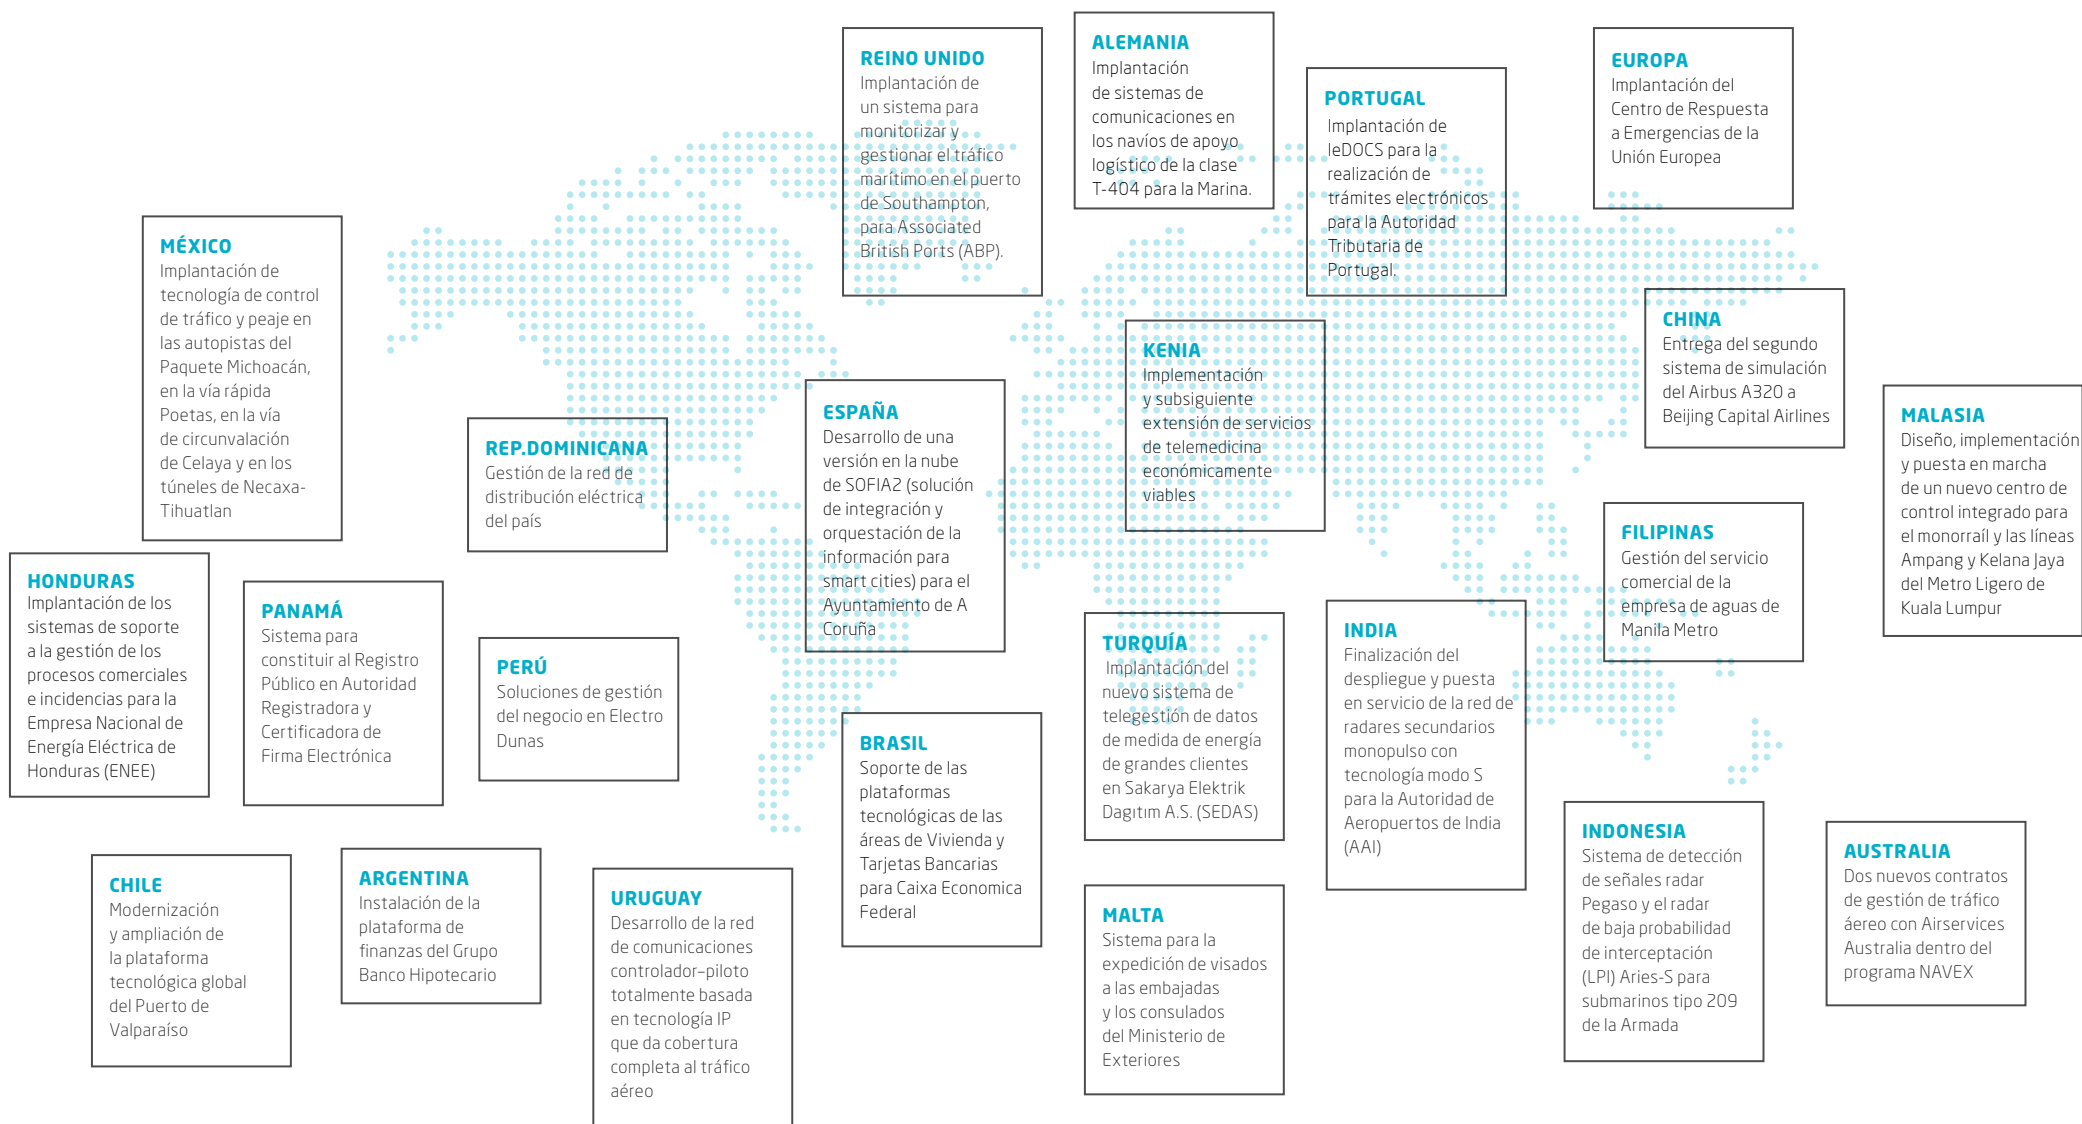 REINO UNIDO
Implantación de
un sistema para
monitorizar y
gestionar el tráfico
marítimo en el puerto
de Southampton,
para Associated
British Ports (ABP).
ALEMANIA
Implantación
de sistemas de
comunicaciones en
los navíos de apoyo
logístico de la clase
T-404 para la Marina.
PORTUGAL
Implantación de
IeDOCS para la
realización de
trámites electrónicos
para la Autoridad
Tributaria de
Portugal.
EUROPA
Implantación del
Centro de Respuesta
a Emergencias de la
Unión Europea
MÉXICO
Implantación de
tecnología de control
de tráfico y peaje en
las autopistas del
Paquete Michoacán,
en la vía rápida
Poetas, en la vía
de circunvalación
de Celaya y en los
túneles de Necaxa-
Tihuatlan
REP.DOMINICANA
Gestión de la red de
distribución eléctrica
del país
ESPAÑA
Desarrollo de una
versión en la nube
de SOFIA2 (solución
de integración y
orquestación de la
información para
smart cities) para el
Ayuntamiento de A
Coruña
KENIA
Implementación
y subsiguiente
extensión de servicios
de telemedicina
económicamente
viables
CHINA
Entrega del segundo
sistema de simulación
del Airbus A320 a
Beijing Capital Airlines
MALASIA
Diseño, implementación
y puesta en marcha
de un nuevo centro de
control integrado para
el monorraíl y las líneas
Ampang y Kelana Jaya
del Metro Ligero de
Kuala Lumpur
HONDURAS
Implantación de los
sistemas de soporte
a la gestión de los
procesos comerciales
e incidencias para la
Empresa Nacional de
Energía Eléctrica de
Honduras (ENEE)
PANAMÁ
Sistema para
constituir al Registro
Público en Autoridad
Registradora y
Certificadora de
Firma Electrónica
PERÚ
Soluciones de gestión
del negocio en Electro
Dunas
BRASIL
Soporte de las
plataformas
tecnológicas de las
áreas de Vivienda y
Tarjetas Bancarias
para Caixa Economica
Federal
TURQUÍA
Implantación del
nuevo sistema de
telegestión de datos
de medida de energía
de grandes clientes
en Sakarya Elektrik
Dagıtım A.S. (SEDAS)
INDIA
Finalización del
despliegue y puesta
en servicio de la red de
radares secundarios
monopulso con
tecnología modo S
para la Autoridad de
Aeropuertos de India
(AAI)
FILIPINAS
Gestión del servicio
comercial de la
empresa de aguas de
Manila Metro
CHILE
Modernización
y ampliación de
la plataforma
tecnológica global
del Puerto de
Valparaíso
ARGENTINA
Instalación de la
plataforma de
finanzas del Grupo
Banco Hipotecario
URUGUAY
Desarrollo de la red
de comunicaciones
controlador–piloto
totalmente basada
en tecnología IP
que da cobertura
completa al tráfico
aéreo
MALTA
Sistema para la
expedición de visados
a las embajadas
y los consulados
del Ministerio de
Exteriores
INDONESIA
Sistema de detección
de señales radar
Pegaso y el radar
de baja probabilidad
de interceptación
(LPI) Aries-S para
submarinos tipo 209
de la Armada
AUSTRALIA
Dos nuevos contratos
de gestión de tráfico
áereo con Airservices
Australia dentro del
programa NAVEX